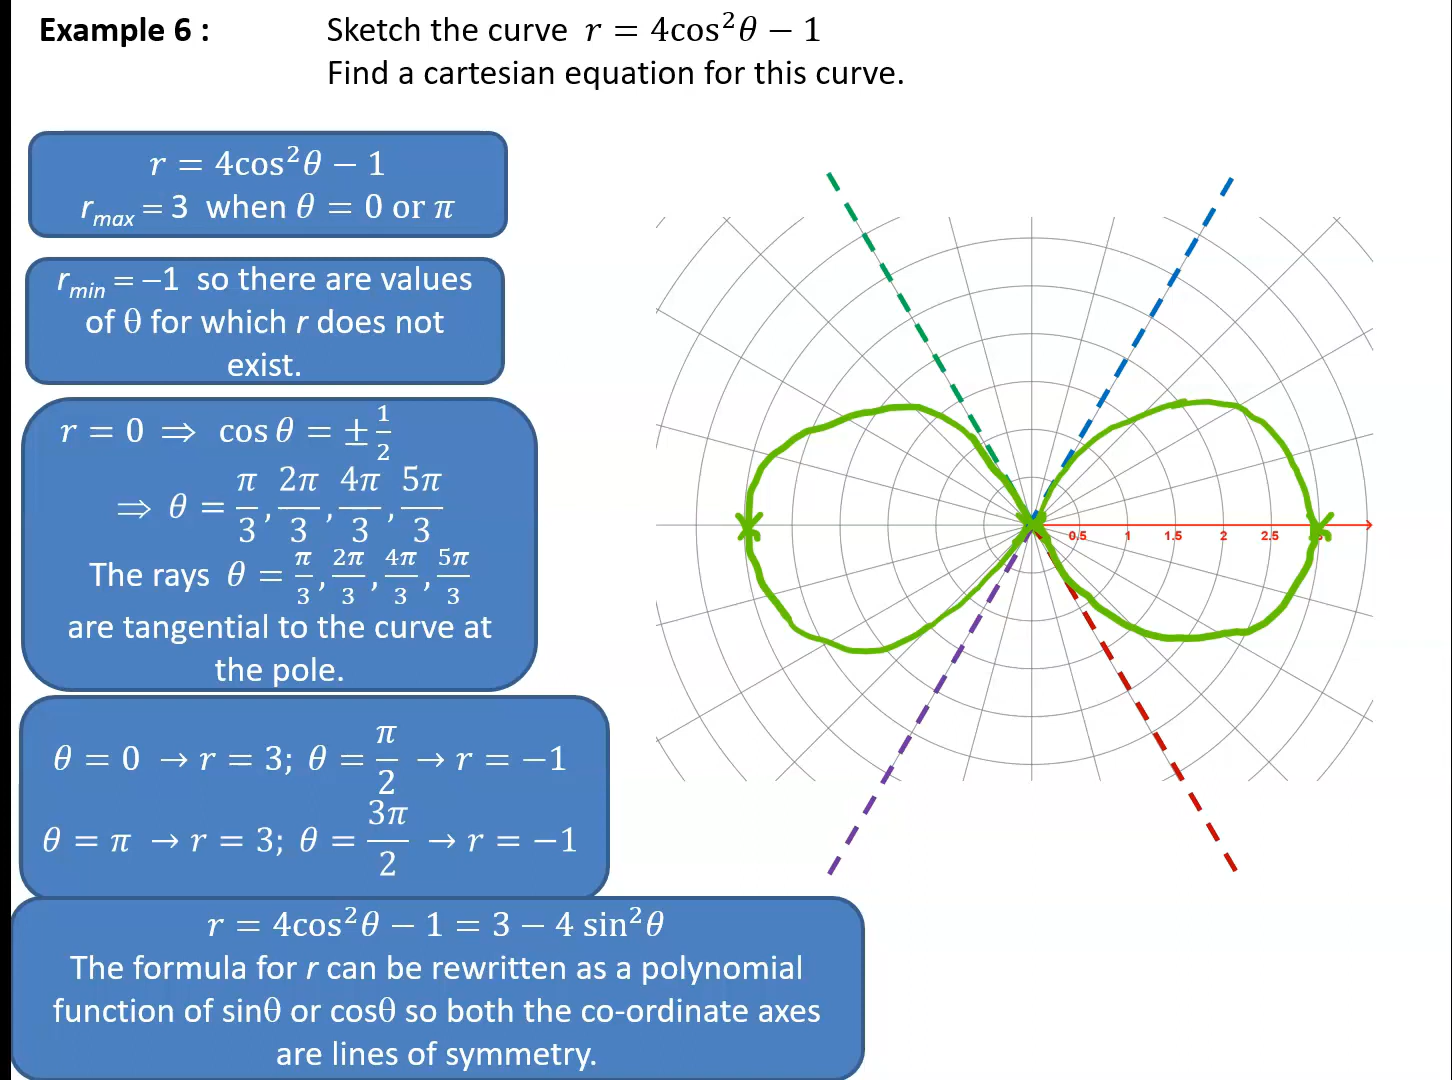 Example 6 :
Sketch the curve r = 4cos²θ − 1
Find a cartesian equation for this curve.
r = 4cos²θ − 1
r_max = 3 when θ = 0 or π
r_min = −1 so there are values
of θ for which r does not
exist.
r = 0 ⟹ cos θ = ± 1/2
⟹ θ = π/3, 2π/3, 4π/3, 5π/3
The rays θ = π/3, 2π/3, 4π/3, 5π/3
are tangential to the curve at
the pole.
θ = 0 → r = 3; θ = π/2 → r = −1
θ = π → r = 3; θ = 3π/2 → r = −1
r = 4cos²θ − 1 = 3 − 4 sin²θ
The formula for r can be rewritten as a polynomial
function of sinθ or cosθ so both the co-ordinate axes
are lines of symmetry.
0.5 1 1.5 2 2.5